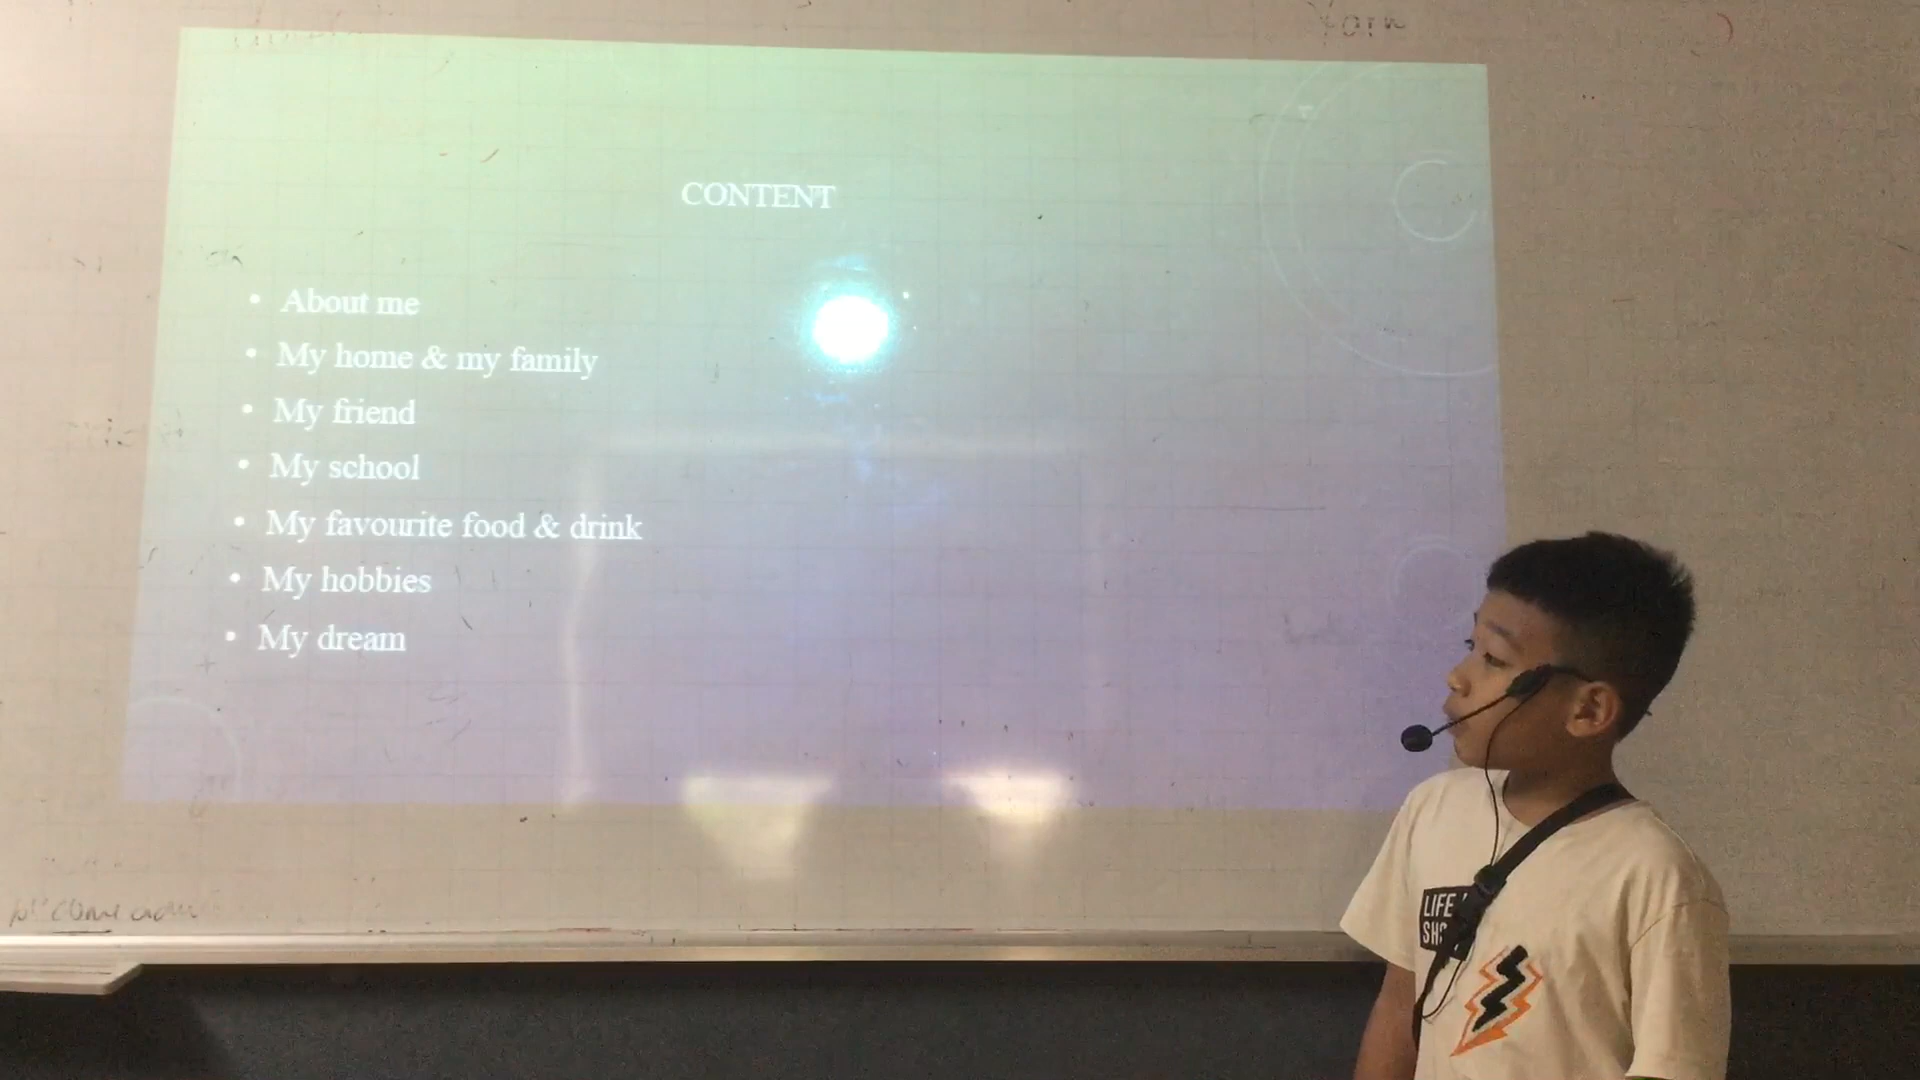 CONTENT
• About me
• My home & my family
• My friend
• My school
• My favourite food & drink
• My hobbies
• My dream
LIFE